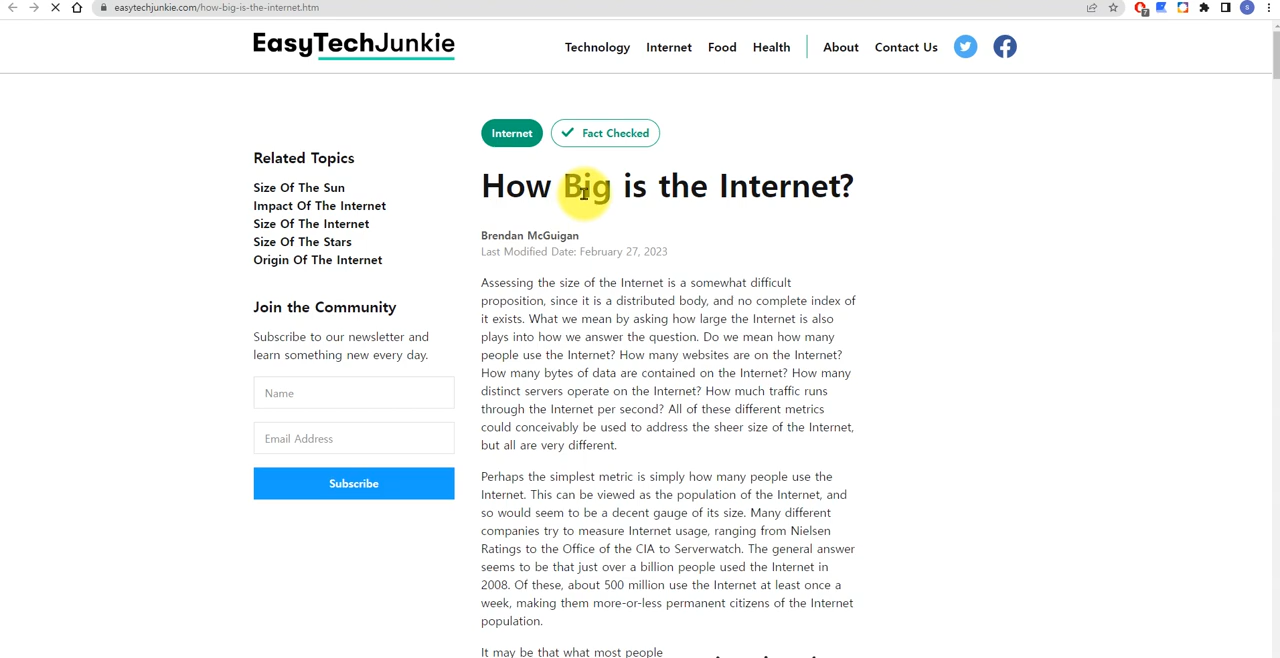 easytechjunkie.com/how-big-is-the-internet.htm
7
S
EasyTechJunkie
Technology Internet Food Health About Contact Us
Internet Fact Checked
How Big is the Internet?
Brendan McGuigan
Last Modified Date: February 27, 2023
Related Topics
Size Of The Sun
Impact Of The Internet
Size Of The Internet
Size Of The Stars
Origin Of The Internet
Join the Community
Subscribe to our newsletter and
learn something new every day.
Name
Email Address
Subscribe
Assessing the size of the Internet is a somewhat difficult
proposition, since it is a distributed body, and no complete index of
it exists. What we mean by asking how large the Internet is also
plays into how we answer the question. Do we mean how many
people use the Internet? How many websites are on the Internet?
How many bytes of data are contained on the Internet? How many
distinct servers operate on the Internet? How much traffic runs
through the Internet per second? All of these different metrics
could conceivably be used to address the sheer size of the Internet,
but all are very different.
Perhaps the simplest metric is simply how many people use the
Internet. This can be viewed as the population of the Internet, and
so would seem to be a decent gauge of its size. Many different
companies try to measure Internet usage, ranging from Nielsen
Ratings to the Office of the CIA to Serverwatch. The general answer
seems to be that just over a billion people used the Internet in
2008. Of these, about 500 million use the Internet at least once a
week, making them more-or-less permanent citizens of the Internet
population.
It may be that what most people